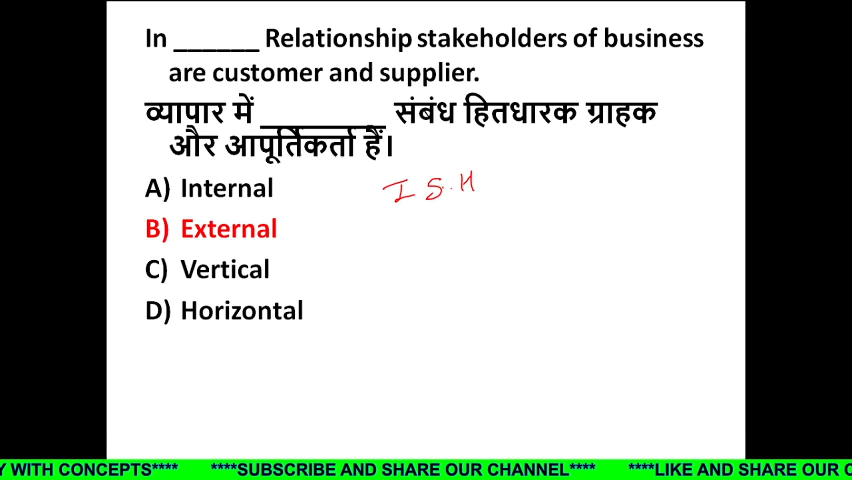 In ______ Relationship stakeholders of business
are customer and supplier.
व्यापार में ________ संबंध हितधारक ग्राहक
और आपूर्तिकर्ता हैं।
A) Internal
I S.H
B) External
C) Vertical
D) Horizontal
Y WITH CONCEPTS**** ****SUBSCRIBE AND SHARE OUR CHANNEL**** ****LIKE AND SHARE OUR C